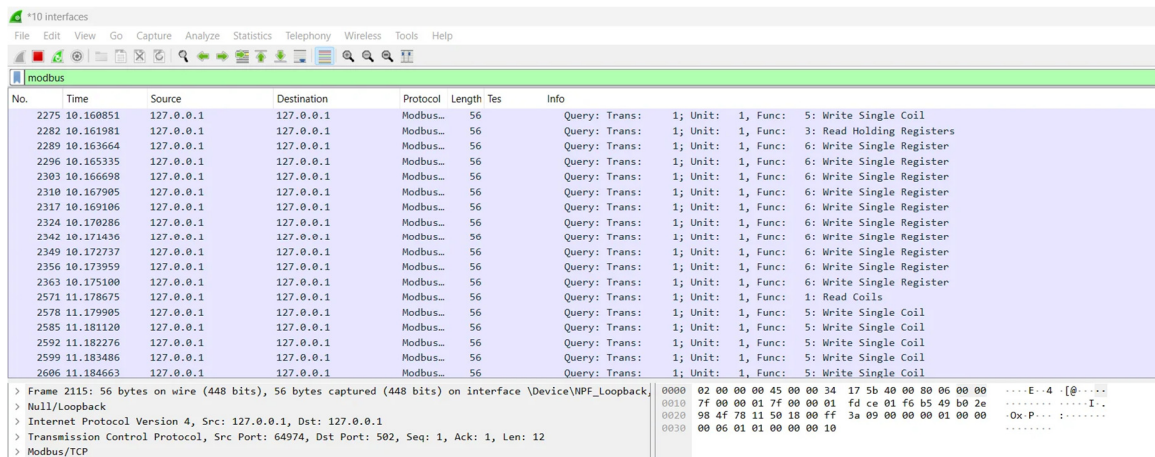 *10 interfaces
File Edit View Go Capture Analyze Statistics Telephony Wireless Tools Help
modbus
No. Time Source Destination Protocol Length Tes Info
2275 10.160851 127.0.0.1 127.0.0.1 Modbus… 56 Query: Trans: 1; Unit: 1, Func: 5: Write Single Coil
2282 10.161981 127.0.0.1 127.0.0.1 Modbus… 56 Query: Trans: 1; Unit: 1, Func: 3: Read Holding Registers
2289 10.163664 127.0.0.1 127.0.0.1 Modbus… 56 Query: Trans: 1; Unit: 1, Func: 6: Write Single Register
2296 10.165335 127.0.0.1 127.0.0.1 Modbus… 56 Query: Trans: 1; Unit: 1, Func: 6: Write Single Register
2303 10.166698 127.0.0.1 127.0.0.1 Modbus… 56 Query: Trans: 1; Unit: 1, Func: 6: Write Single Register
2310 10.167905 127.0.0.1 127.0.0.1 Modbus… 56 Query: Trans: 1; Unit: 1, Func: 6: Write Single Register
2317 10.169106 127.0.0.1 127.0.0.1 Modbus… 56 Query: Trans: 1; Unit: 1, Func: 6: Write Single Register
2324 10.170286 127.0.0.1 127.0.0.1 Modbus… 56 Query: Trans: 1; Unit: 1, Func: 6: Write Single Register
2342 10.171436 127.0.0.1 127.0.0.1 Modbus… 56 Query: Trans: 1; Unit: 1, Func: 6: Write Single Register
2349 10.172737 127.0.0.1 127.0.0.1 Modbus… 56 Query: Trans: 1; Unit: 1, Func: 6: Write Single Register
2356 10.173959 127.0.0.1 127.0.0.1 Modbus… 56 Query: Trans: 1; Unit: 1, Func: 6: Write Single Register
2363 10.175100 127.0.0.1 127.0.0.1 Modbus… 56 Query: Trans: 1; Unit: 1, Func: 6: Write Single Register
2571 11.178675 127.0.0.1 127.0.0.1 Modbus… 56 Query: Trans: 1; Unit: 1, Func: 1: Read Coils
2578 11.179905 127.0.0.1 127.0.0.1 Modbus… 56 Query: Trans: 1; Unit: 1, Func: 5: Write Single Coil
2585 11.181120 127.0.0.1 127.0.0.1 Modbus… 56 Query: Trans: 1; Unit: 1, Func: 5: Write Single Coil
2592 11.182276 127.0.0.1 127.0.0.1 Modbus… 56 Query: Trans: 1; Unit: 1, Func: 5: Write Single Coil
2599 11.183486 127.0.0.1 127.0.0.1 Modbus… 56 Query: Trans: 1; Unit: 1, Func: 5: Write Single Coil
2606 11.184663 127.0.0.1 127.0.0.1 Modbus… 56 Query: Trans: 1; Unit: 1, Func: 5: Write Single Coil
> Frame 2115: 56 bytes on wire (448 bits), 56 bytes captured (448 bits) on interface \Device\NPF_Loopback,
> Null/Loopback
> Internet Protocol Version 4, Src: 127.0.0.1, Dst: 127.0.0.1
> Transmission Control Protocol, Src Port: 64974, Dst Port: 502, Seq: 1, Ack: 1, Len: 12
> Modbus/TCP
0000 02 00 00 00 45 00 00 34 17 5b 40 00 80 06 00 00 ····E··4 ·[@·····
0010 7f 00 00 01 7f 00 00 01 fd ce 01 f6 b5 49 b0 2e ········ ·····I·.
0020 98 4f 78 11 50 18 00 ff 3a 09 00 00 00 01 00 00 ·Ox·P··· :·······
0030 00 06 01 01 00 00 00 10 ········